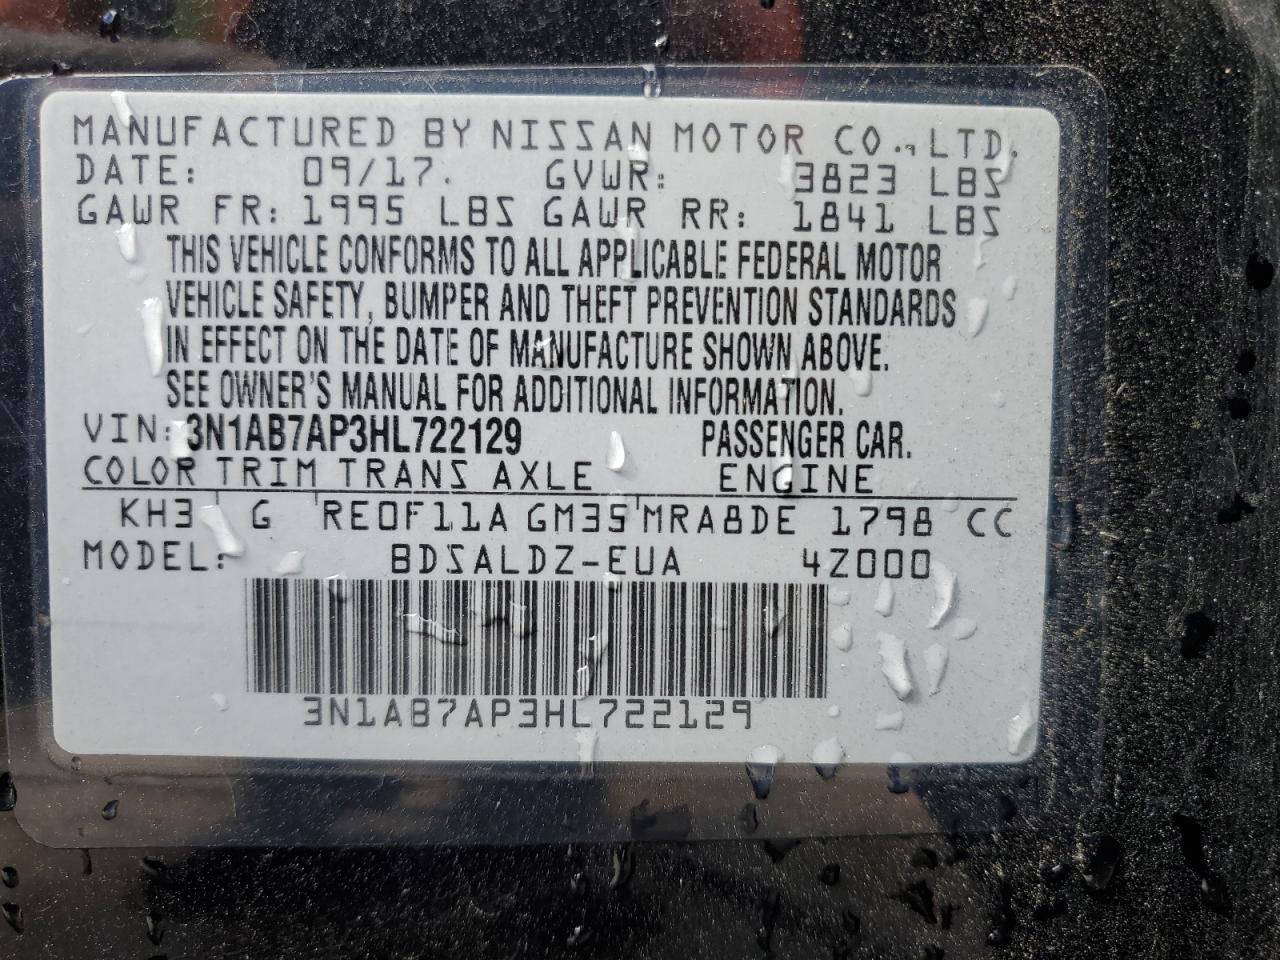 MANUFACTURED BY NISSAN MOTOR CO., LTD.
DATE: 09/17. GVWR: 3823 LBS
GAWR FR: 1995 LBS GAWR RR: 1841 LBS
THIS VEHICLE CONFORMS TO ALL APPLICABLE FEDERAL MOTOR
VEHICLE SAFETY, BUMPER AND THEFT PREVENTION STANDARDS
IN EFFECT ON THE DATE OF MANUFACTURE SHOWN ABOVE.
SEE OWNER'S MANUAL FOR ADDITIONAL INFORMATION.
VIN: 3N1AB7AP3HL722129 PASSENGER CAR.
COLOR TRIM TRANS AXLE ENGINE
KH3 G RE0F11A GM35 MRA8DE 1798 CC
MODEL: BDSALDZ-EUA 4Z000
3N1AB7AP3HL722129